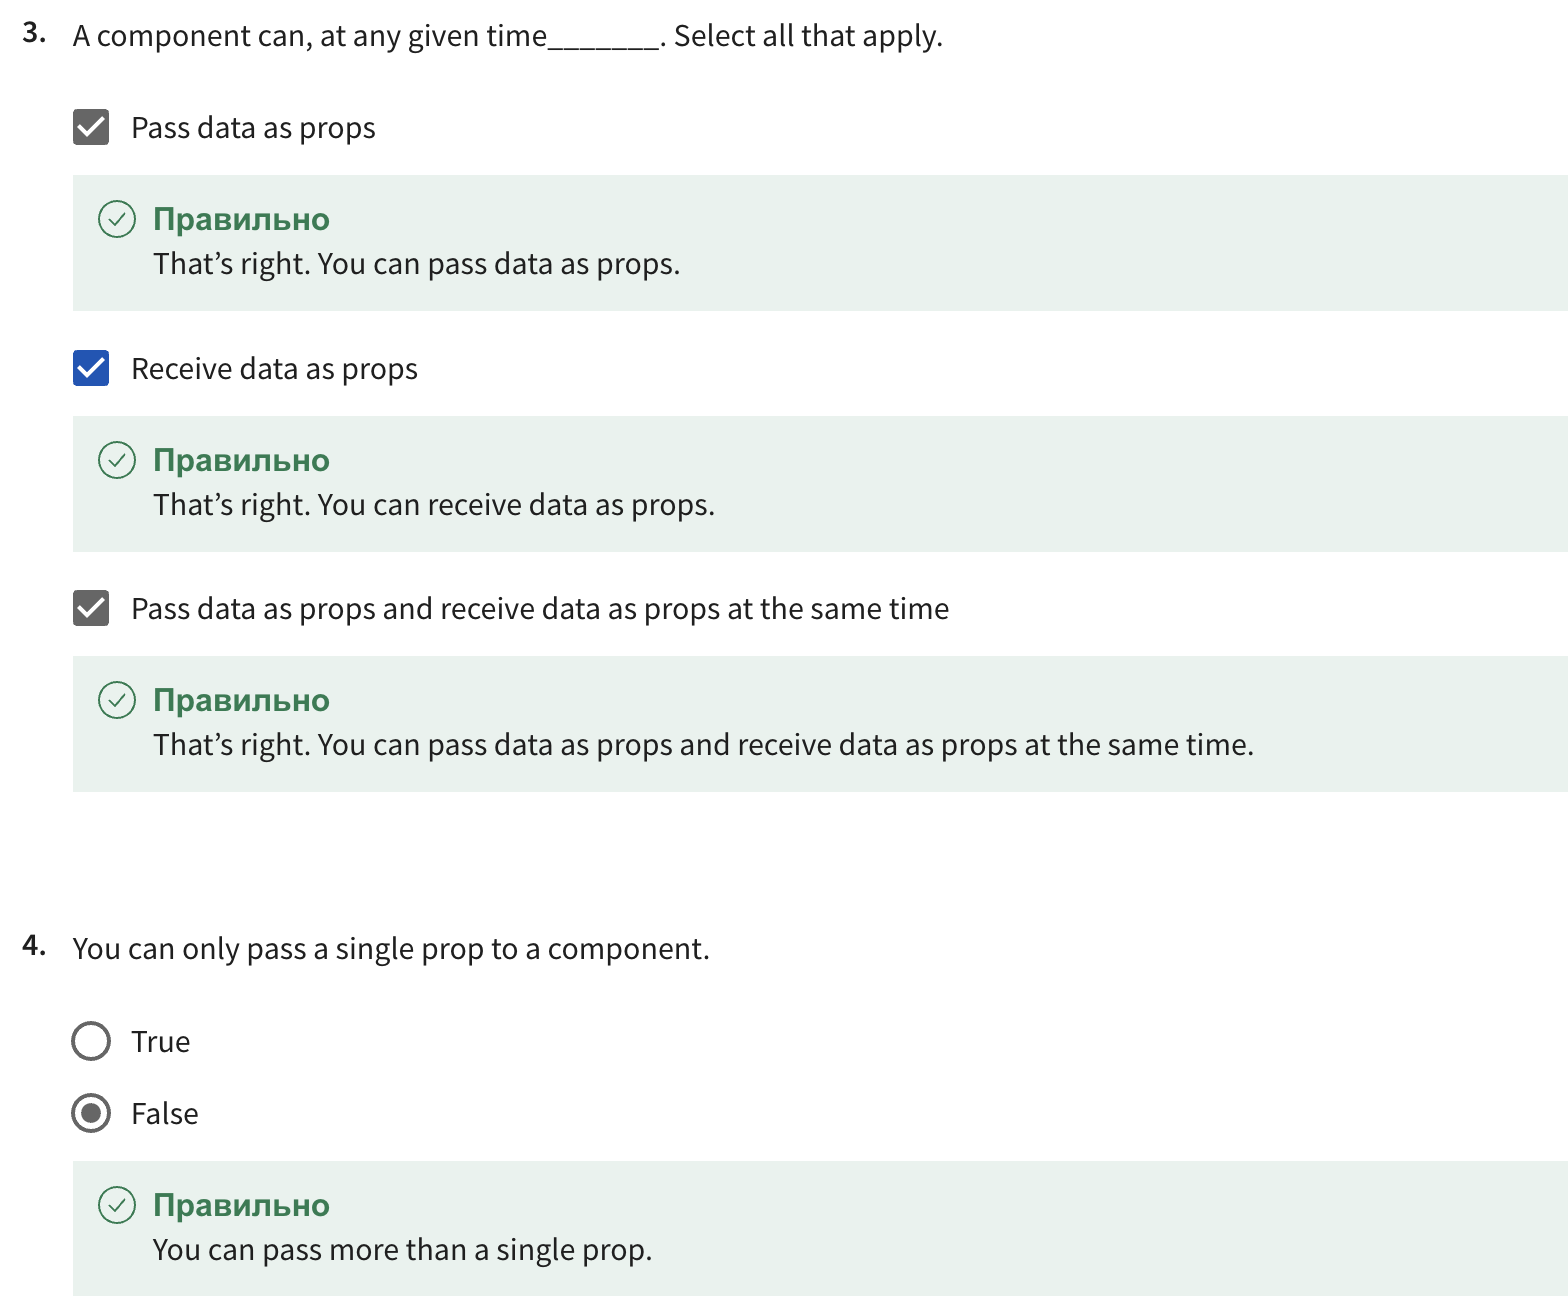 3. A component can, at any given time_______. Select all that apply.
Pass data as props
Правильно
That’s right. You can pass data as props.
Receive data as props
Правильно
That’s right. You can receive data as props.
Pass data as props and receive data as props at the same time
Правильно
That’s right. You can pass data as props and receive data as props at the same time.
4. You can only pass a single prop to a component.
True
False
Правильно
You can pass more than a single prop.